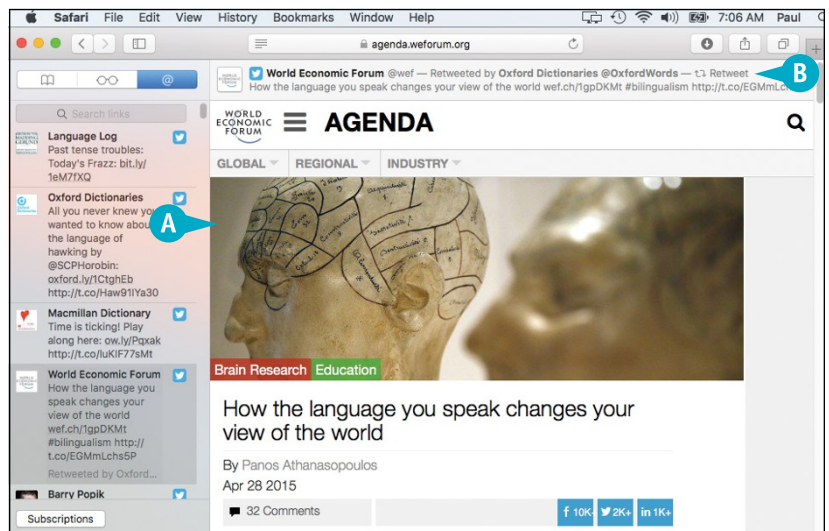 Safari File Edit View History Bookmarks Window Help 7:06 AM Paul
agenda.weforum.org
@
Search links
Language Log
Past tense troubles:
Today's Frazz: bit.ly/
1eM7fXQ
Oxford Dictionaries
All you never knew you
wanted to know about
the language of
hawking by
@SCPHorobin:
oxford.ly/1CtghEb
http://t.co/Haw91IYa30
Macmillan Dictionary
Time is ticking! Play
along here: ow.ly/Pqxak
http://t.co/luKIF77sMt
World Economic Forum
How the language you
speak changes your
view of the world
wef.ch/1gpDKMt
#bilingualism http://
t.co/EGMmLchs5P
Retweeted by Oxford...
Barry Popik
Subscriptions
World Economic Forum @wef — Retweeted by Oxford Dictionaries @OxfordWords — Retweet
How the language you speak changes your view of the world wef.ch/1gpDKMt #bilingualism http://t.co/EGMmLchs
B
WORLD
ECONOMIC
FORUM
AGENDA
GLOBAL REGIONAL INDUSTRY
A
Brain Research Education
How the language you speak changes your
view of the world
By Panos Athanasopoulos
Apr 28 2015
32 Comments
f 10K+ 2K+ in 1K+